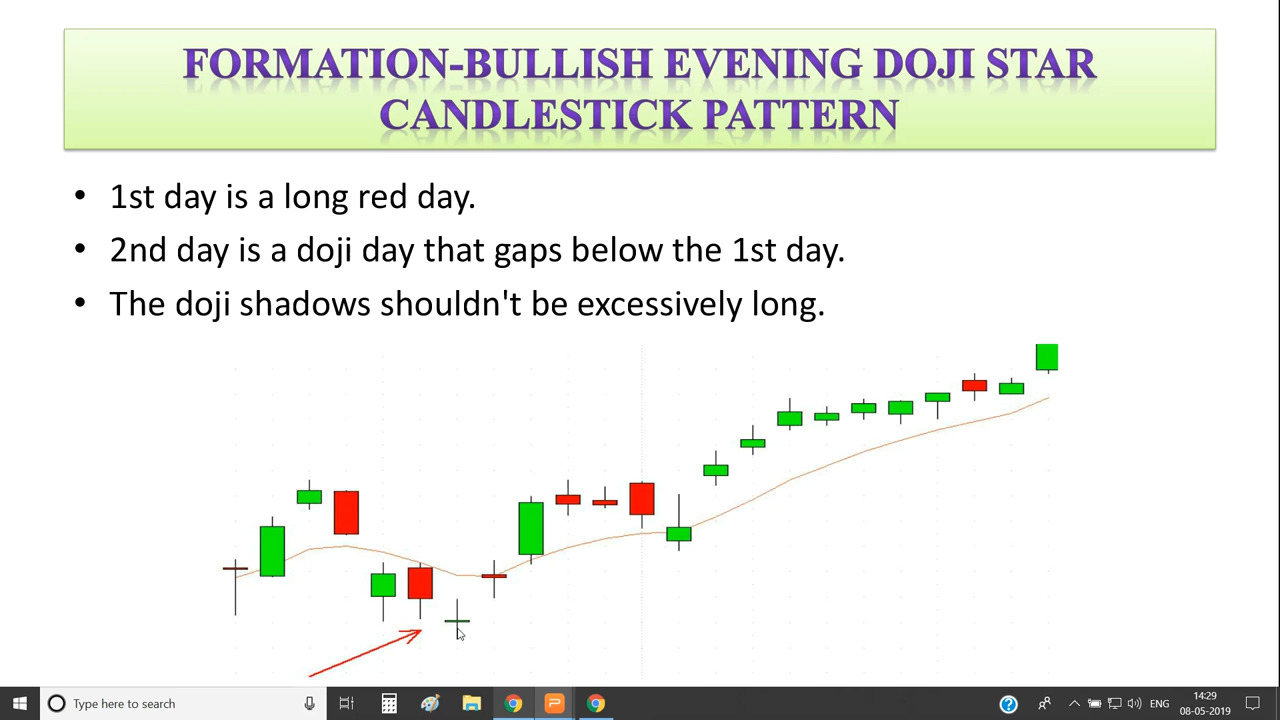 FORMATION-BULLISH EVENING DOJI STAR
CANDLESTICK PATTERN
• 1st day is a long red day.
• 2nd day is a doji day that gaps below the 1st day.
• The doji shadows shouldn't be excessively long.
Type here to search
ENG
14:29
08-05-2019